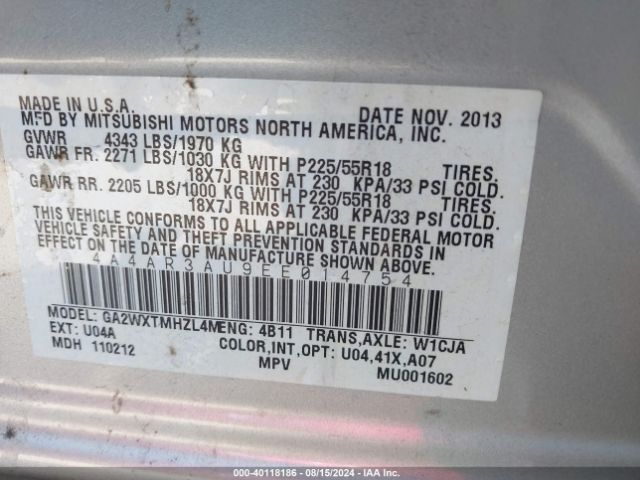 MADE IN U.S.A. DATE NOV. 2013
MFD BY MITSUBISHI MOTORS NORTH AMERICA, INC.
GVWR 4343 LBS/1970 KG
GAWR FR. 2271 LBS/1030 KG WITH P225/55R18 TIRES.
18X7J RIMS AT 230 KPA/33 PSI COLD.
GAWR RR. 2205 LBS/1000 KG WITH P225/55R18 TIRES.
18X7J RIMS AT 230 KPA/33 PSI COLD.
THIS VEHICLE CONFORMS TO ALL APPLICABLE FEDERAL MOTOR
VEHICLE SAFETY AND THEFT PREVENTION STANDARDS IN
EFFECT ON THE DATE OF MANUFACTURE SHOWN ABOVE.
4A4AR3AU9EE014754
MODEL: GA2WXTMHZL4M ENG: 4B11 TRANS,AXLE: W1CJA
EXT: U04A COLOR,INT,OPT: U04,41X,A07
MDH 110212 MPV MU001602
000-40118186 - 08/15/2024 - IAA Inc.